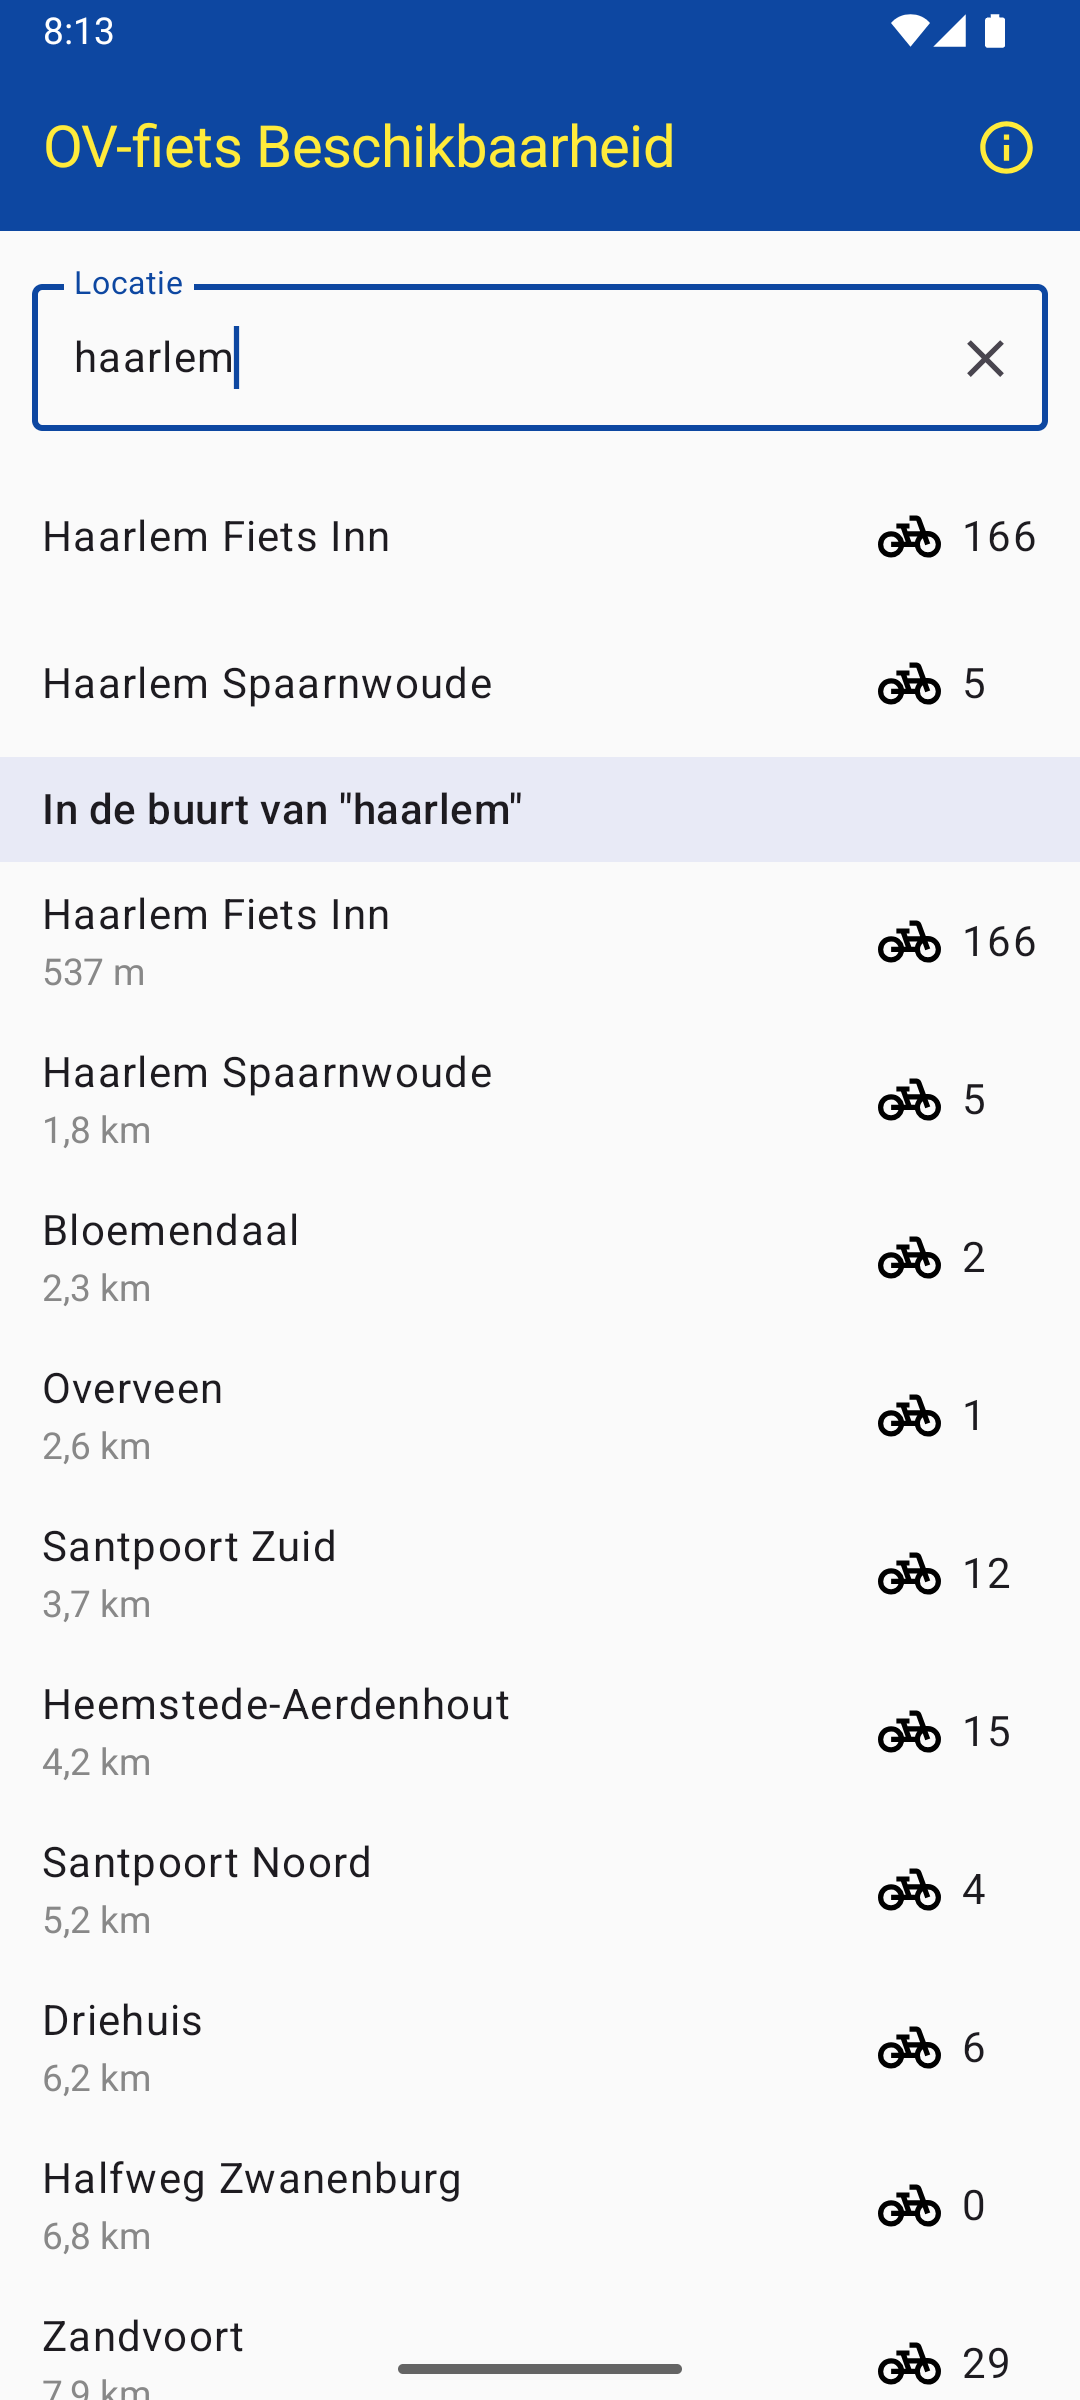 8:13
OV-fiets Beschikbaarheid
Locatie
haarlem
Haarlem Fiets Inn 166
Haarlem Spaarnwoude 5
In de buurt van "haarlem"
Haarlem Fiets Inn 166
537 m
Haarlem Spaarnwoude 5
1,8 km
Bloemendaal 2
2,3 km
Overveen 1
2,6 km
Santpoort Zuid 12
3,7 km
Heemstede-Aerdenhout 15
4,2 km
Santpoort Noord 4
5,2 km
Driehuis 6
6,2 km
Halfweg Zwanenburg 0
6,8 km
Zandvoort 29
7,9 km